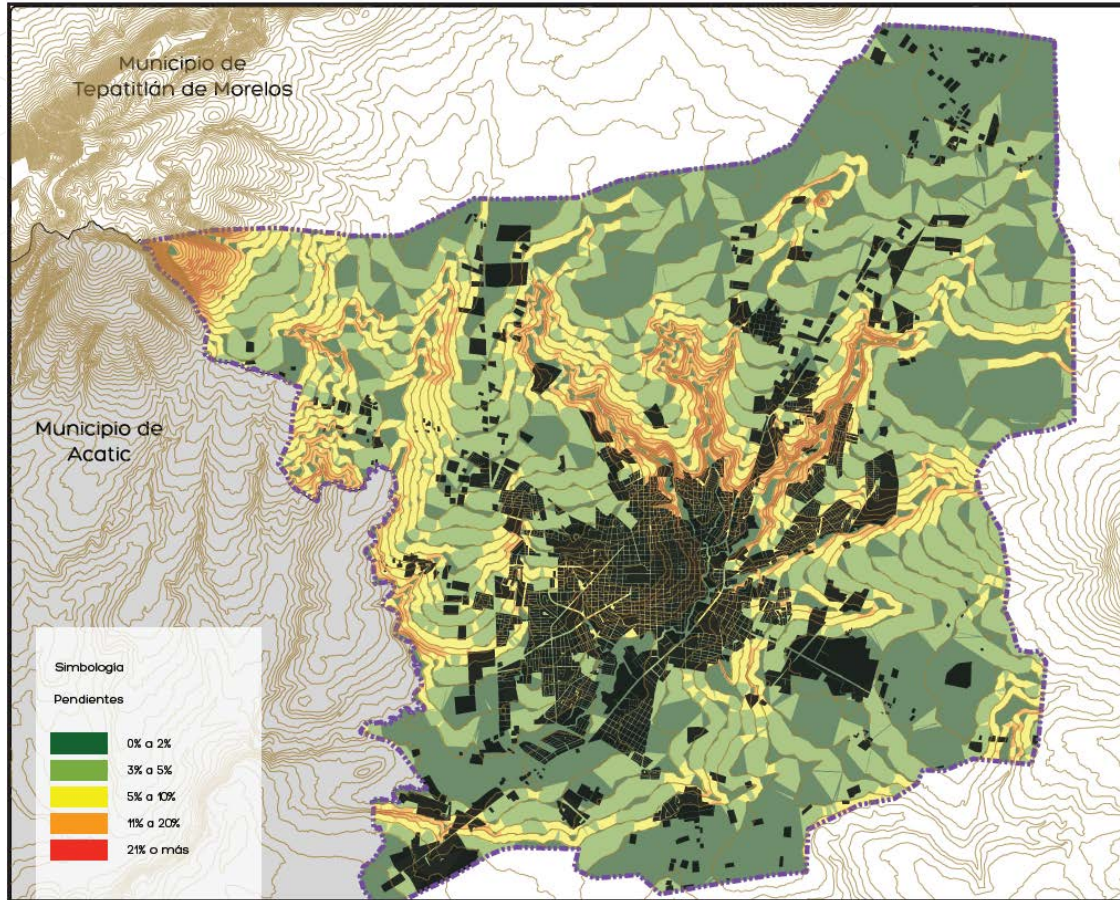 Municipio de
Tepatitlán de Morelos
Municipio de
Acatic
Simbología
Pendientes
0% a 2%
3% a 5%
5% a 10%
11% a 20%
21% o más